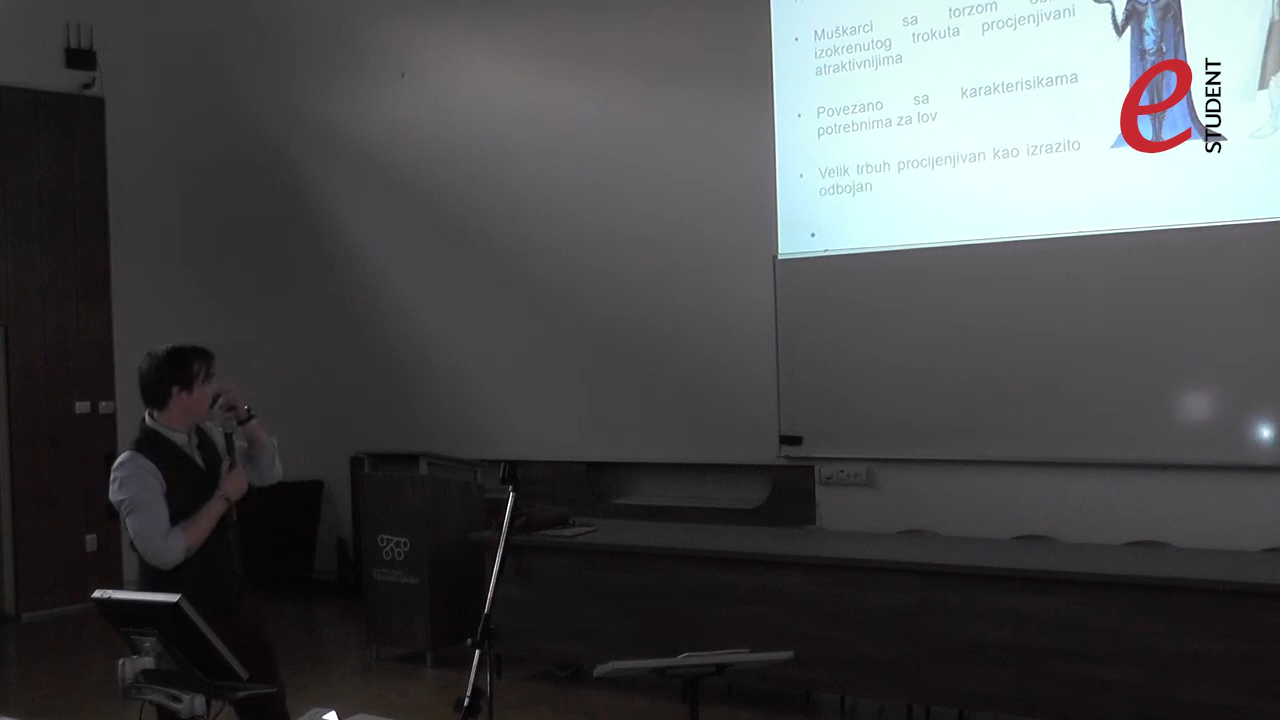 Muškarci sa torzom
izokrenutog trokuta procjenjivani
atraktivnijima
Povezano sa karakterisikama
potrebnima za lov
Velik trbuh procijenjivan kao izrazito
odbojan
e
STUDENT